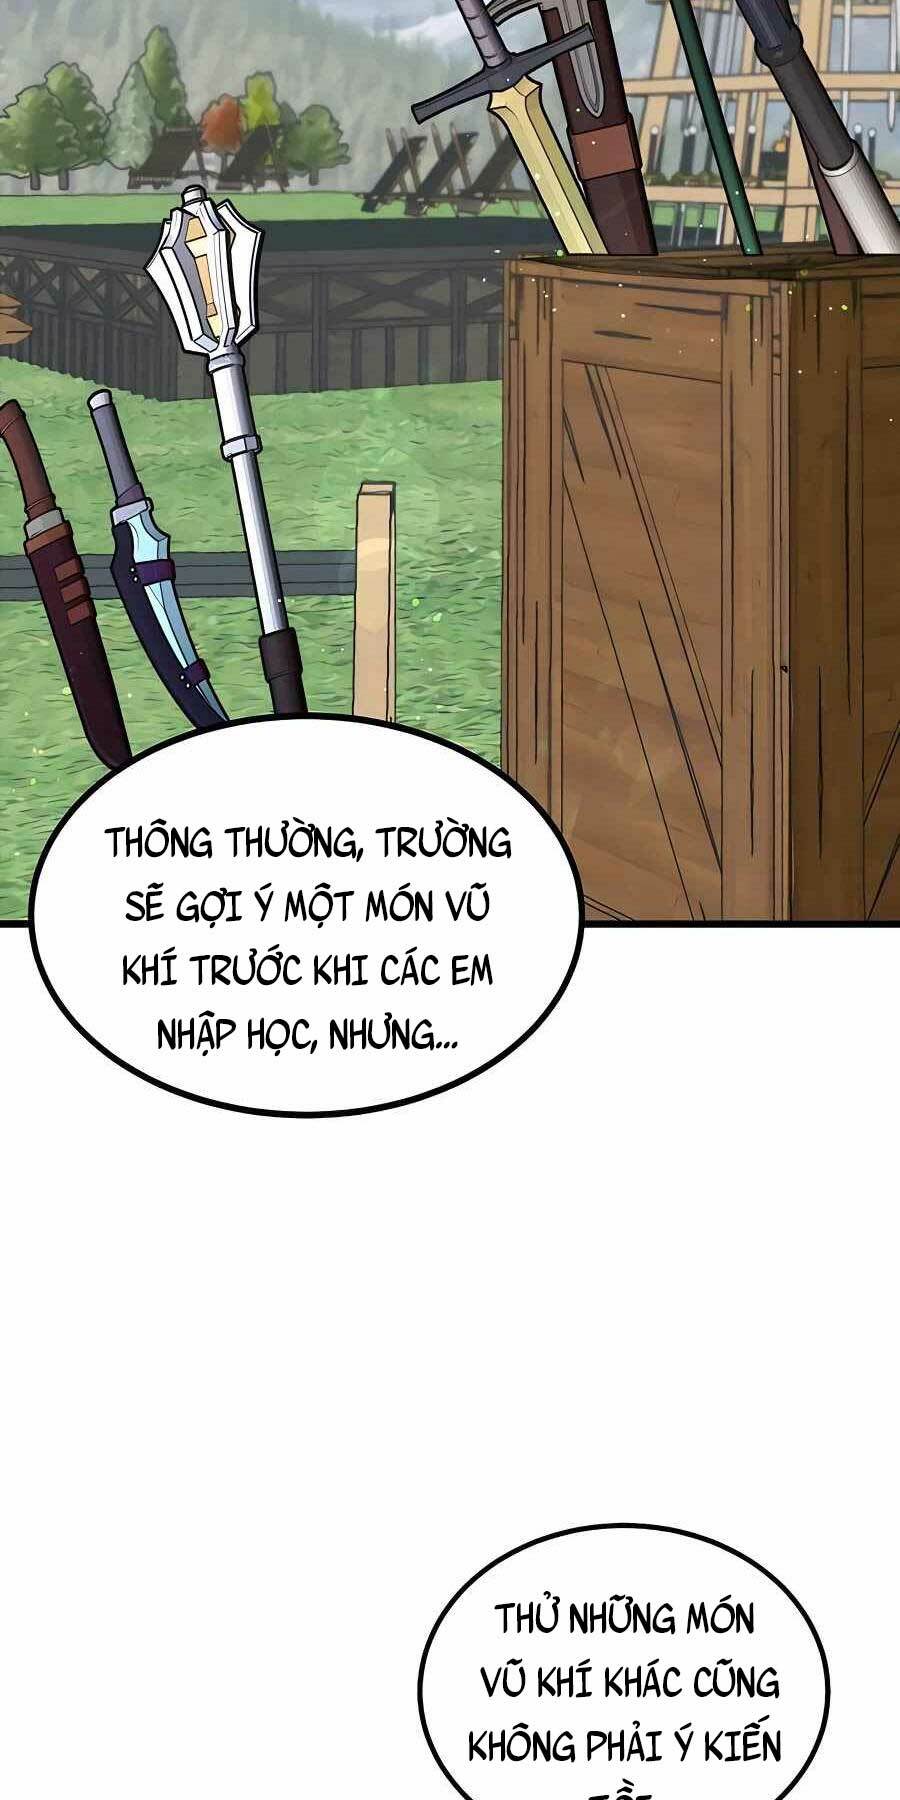 THÔNG THƯỜNG, TRƯỜNG
SẼ GỢI Ý MỘT MÓN VŨ
KHÍ TRƯỚC KHI CÁC EM
NHẬP HỌC, NHƯNG...
THỬ NHỮNG MÓN
VŨ KHÍ KHÁC CŨNG
KHÔNG PHẢI Ý KIẾN